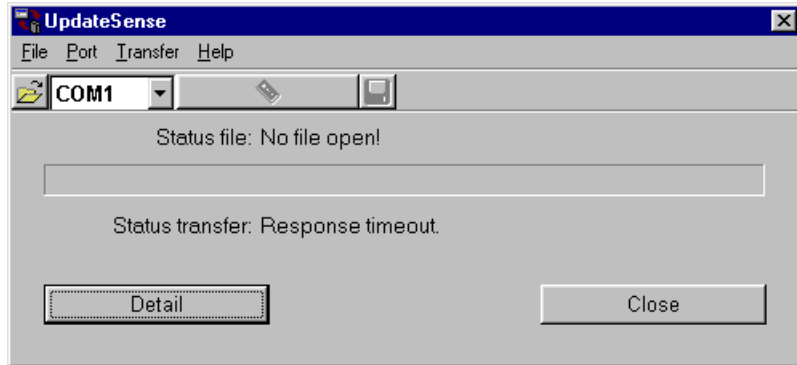 UpdateSense
File Port Transfer Help
COM1
Status file: No file open!
Status transfer: Response timeout.
Detail Close